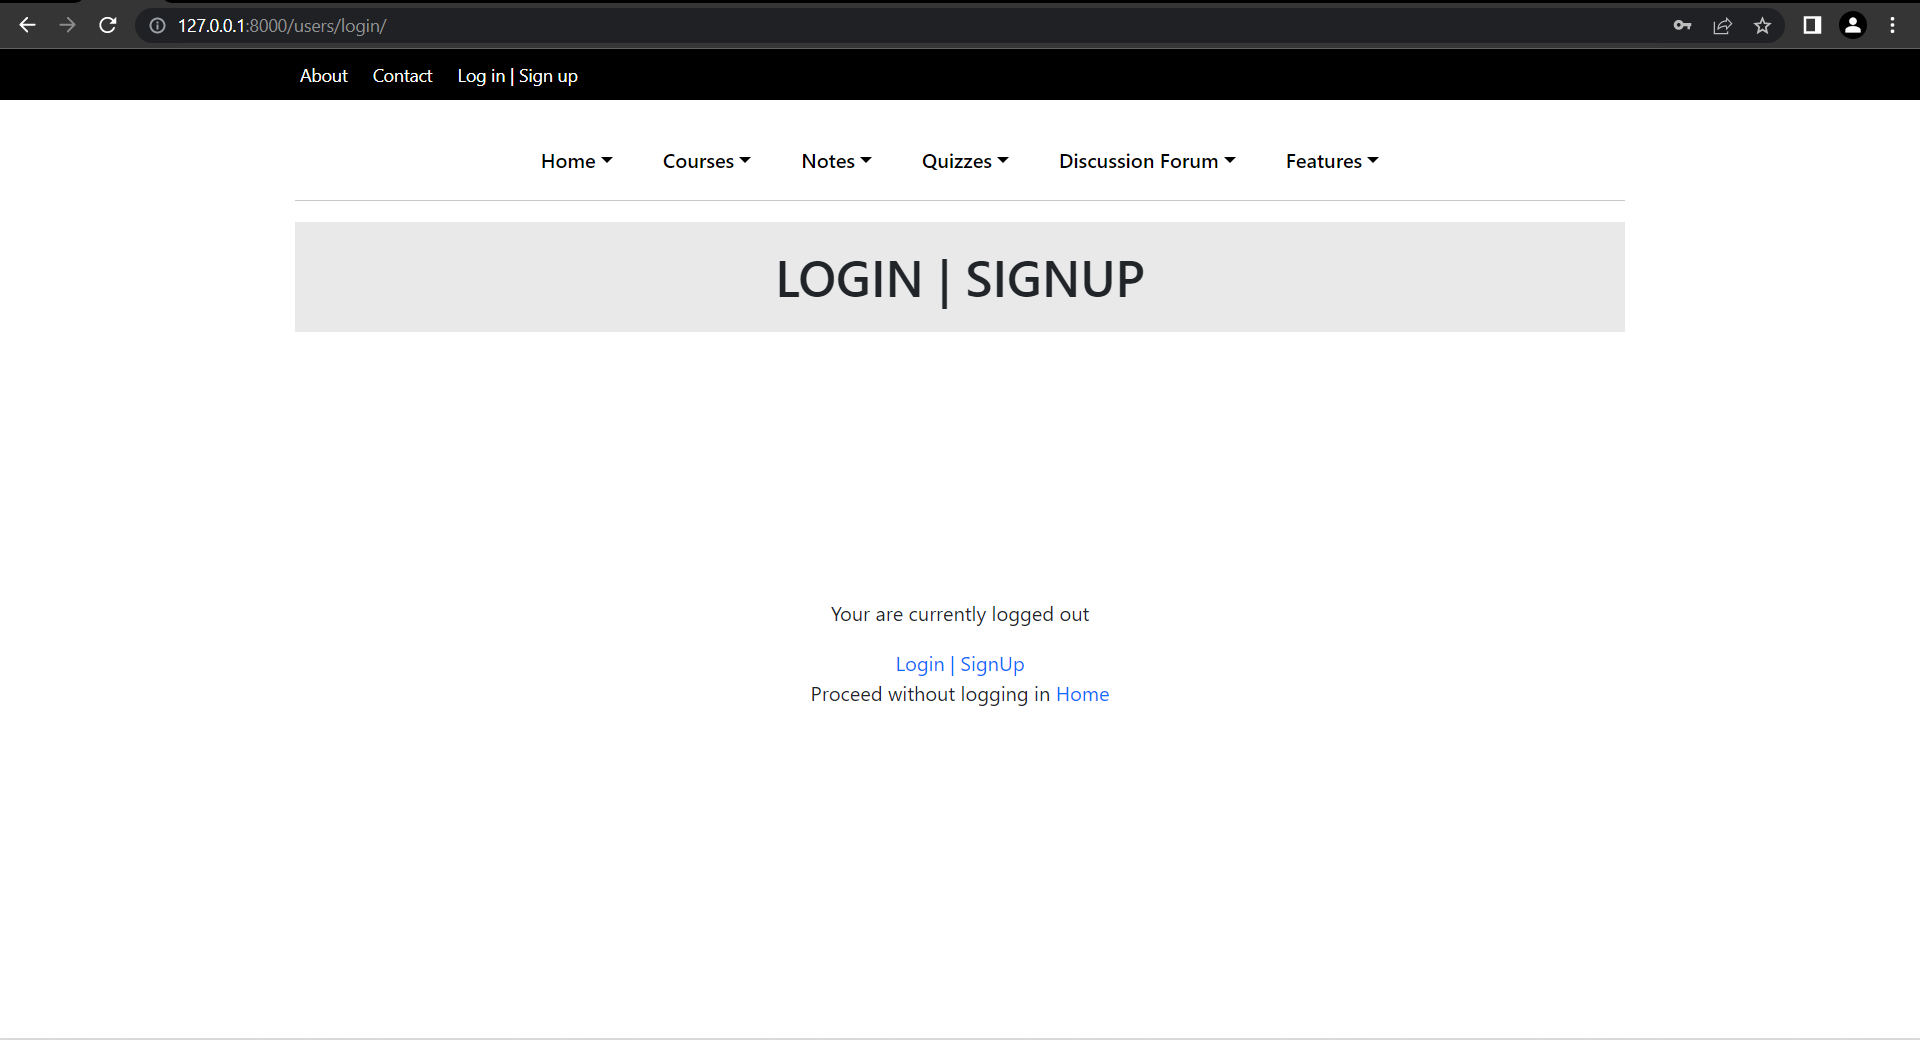 127.0.0.1:8000/users/login/
About Contact Log in | Sign up
Home Courses Notes Quizzes Discussion Forum Features
LOGIN | SIGNUP
Your are currently logged out
Login | SignUp
Proceed without logging in Home